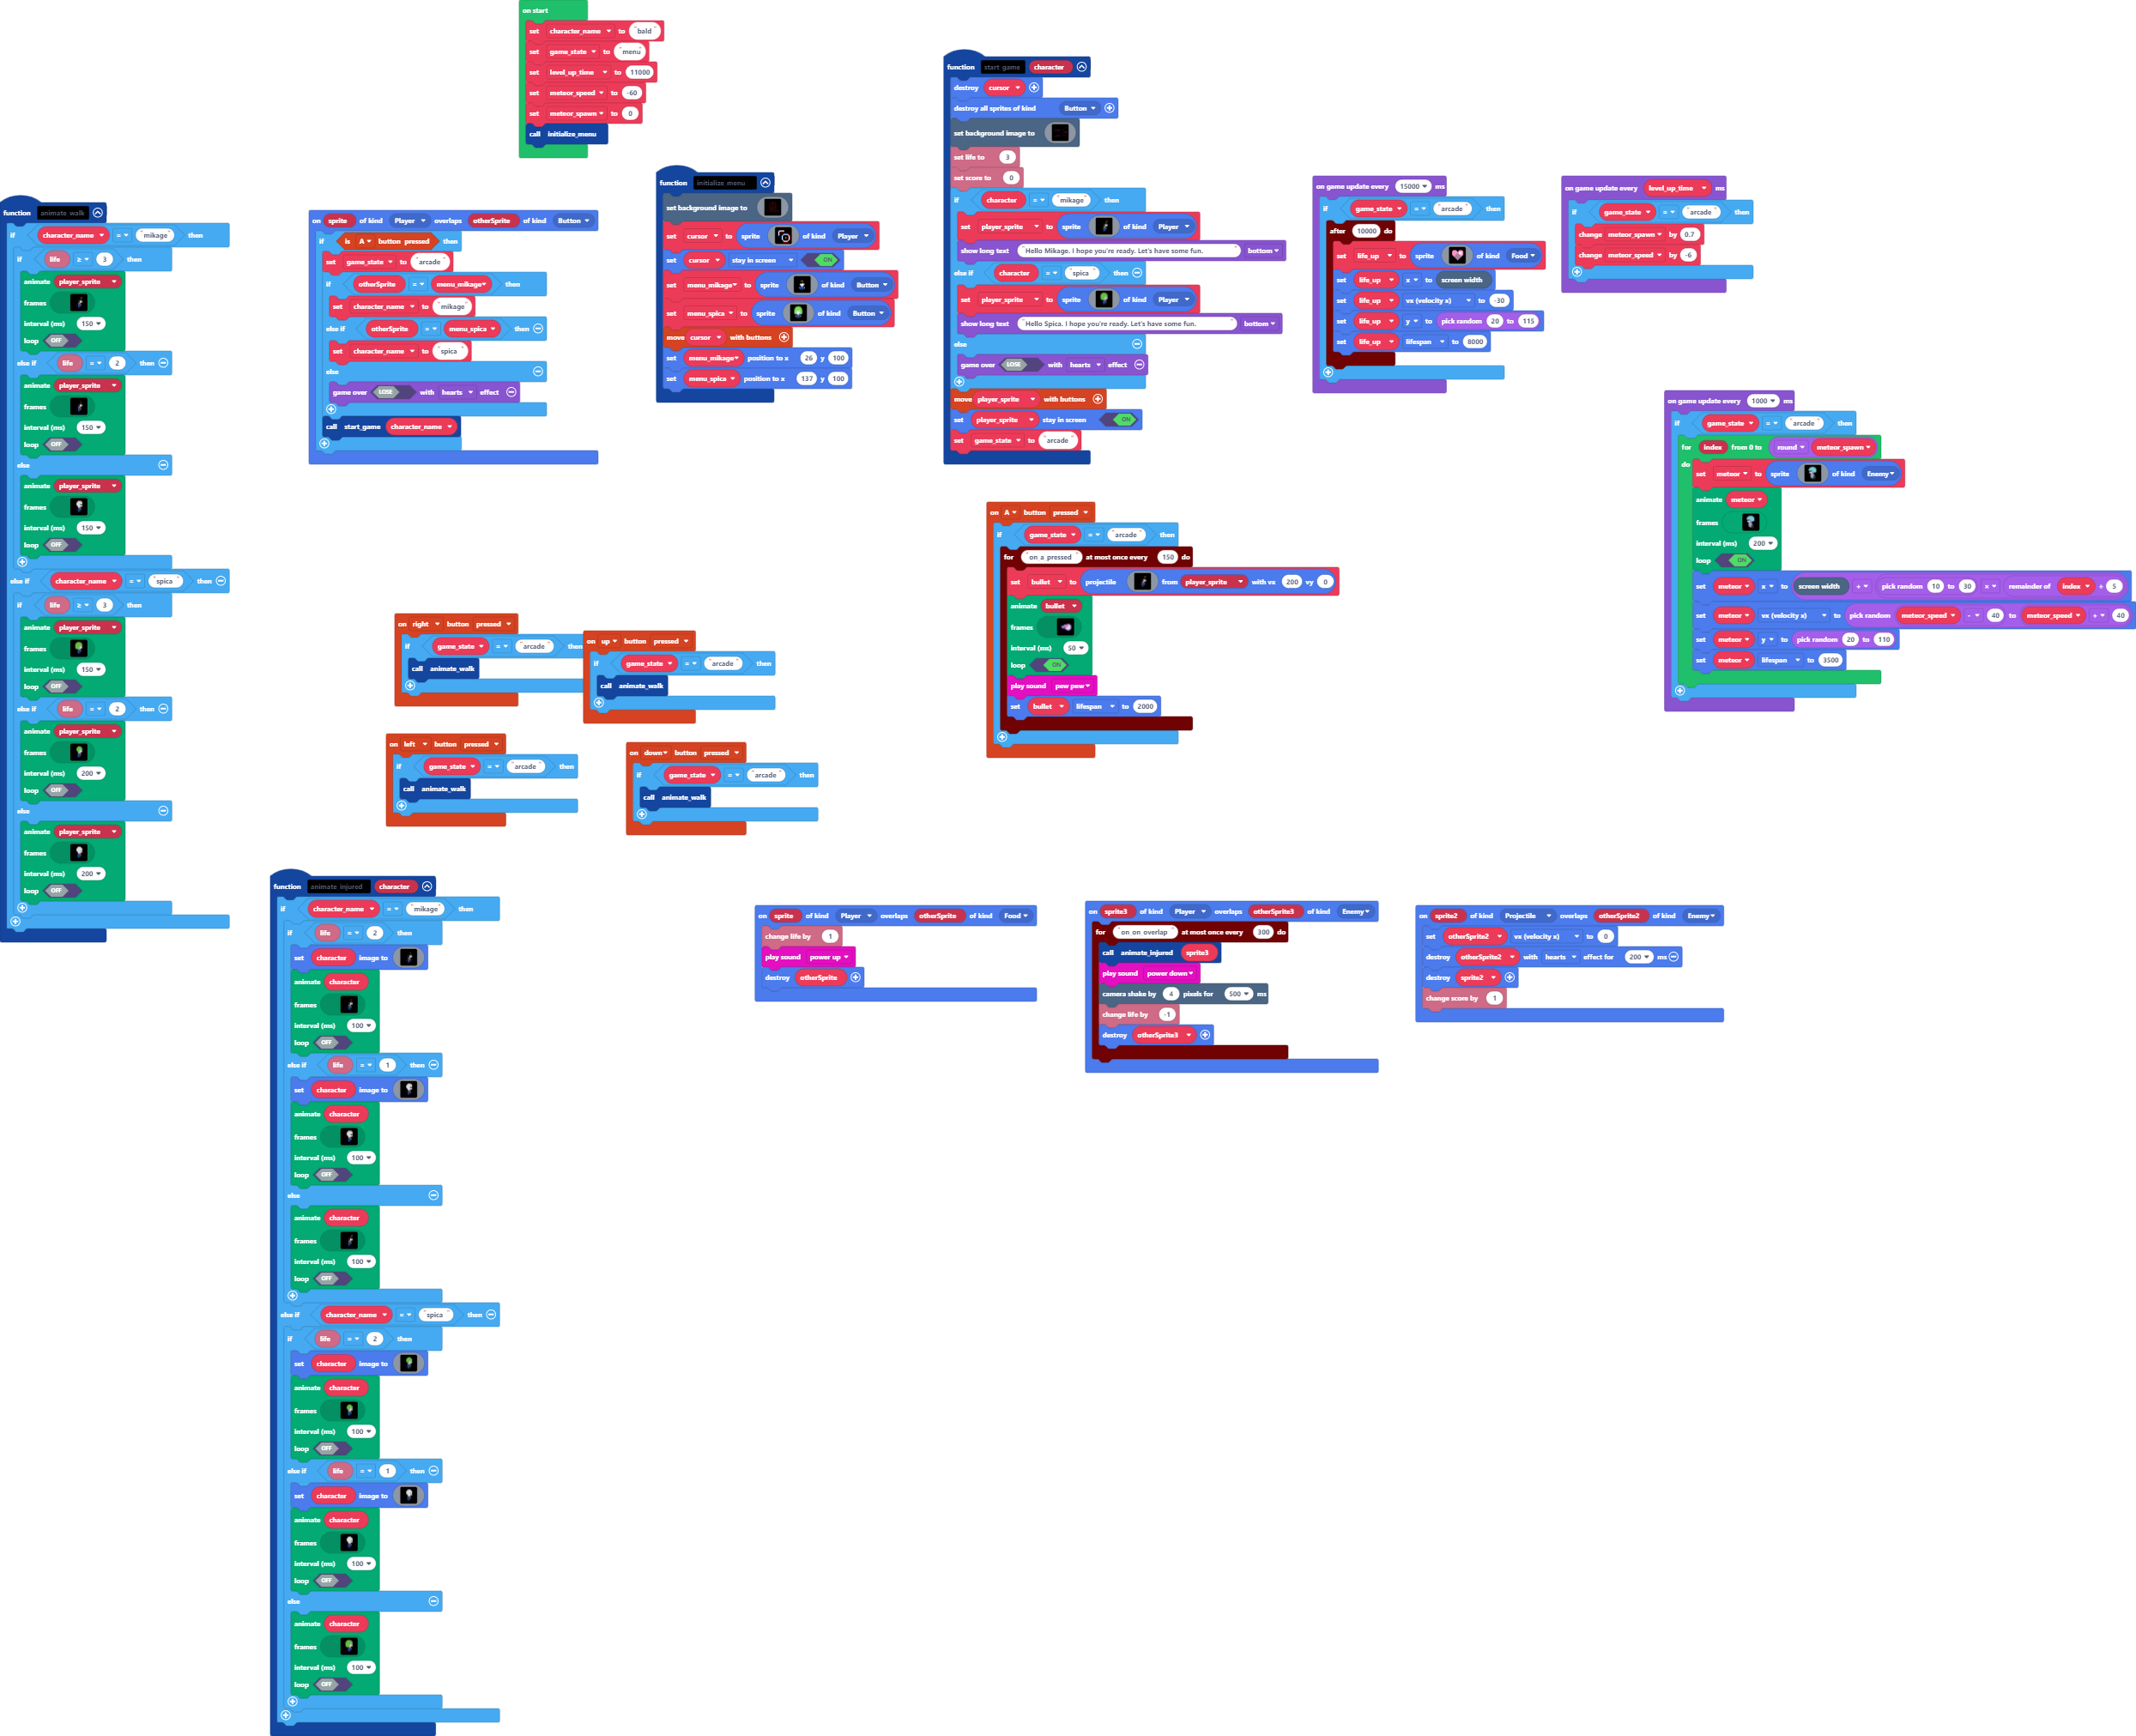 on start
set character_name to "bald"
set game_state to "menu"
set level_up_time to 11000
set meteor_speed to -60
set meteor_spawn to 0
call initialize_menu
function animate walk
if character_name = "mikage" then
if life ≥ 3 then
animate player_sprite
frames
interval (ms) 150
loop OFF
else if life = 2 then
animate player_sprite
frames
interval (ms) 150
loop OFF
else
animate player_sprite
frames
interval (ms) 150
loop OFF
else if character_name = "spica" then
if life ≥ 3 then
animate player_sprite
frames
interval (ms) 150
loop OFF
else if life = 2 then
animate player_sprite
frames
interval (ms) 200
loop OFF
else
animate player_sprite
frames
interval (ms) 200
loop OFF
on sprite of kind Player overlaps otherSprite of kind Button
if is A button pressed then
set game_state to "arcade"
if otherSprite = menu_mikage then
set character_name to "mikage"
else if otherSprite = menu_spica then
set character_name to "spica"
else
game over LOSE with hearts effect
call start_game character_name
function initialize menu
set background image to
set cursor to sprite of kind Player
set cursor stay in screen ON
set menu_mikage to sprite of kind Button
set menu_spica to sprite of kind Button
move cursor with buttons
set menu_mikage position to x 26 y 100
set menu_spica position to x 137 y 100
function start game character
destroy cursor
destroy all sprites of kind Button
set background image to
set life to 3
set score to 0
if character = "mikage" then
set player_sprite to sprite of kind Player
show long text "Hello Mikage. I hope you're ready. Let's have some fun." bottom
else if character = "spica" then
set player_sprite to sprite of kind Player
show long text "Hello Spica. I hope you're ready. Let's have some fun." bottom
else
game over LOSE with hearts effect
move player_sprite with buttons
set player_sprite stay in screen ON
set game_state to "arcade"
on game update every 15000 ms
if game_state = "arcade" then
after 10000 do
set life_up to sprite of kind Food
set life_up x to screen width
set life_up vx (velocity x) to -30
set life_up y to pick random 20 to 115
set life_up lifespan to 8000
on game update every level_up_time ms
if game_state = "arcade" then
change meteor_spawn by 0.7
change meteor_speed by -6
on game update every 1000 ms
if game_state = "arcade" then
for index from 0 to round meteor_spawn
do
set meteor to sprite of kind Enemy
animate meteor
frames
interval (ms) 200
loop ON
set meteor x to screen width + pick random 10 to 30 x remainder of index ÷ 5
set meteor vx (velocity x) to pick random meteor_speed - 40 to meteor_speed + 40
set meteor y to pick random 20 to 110
set meteor lifespan to 3500
on A button pressed
if game_state = "arcade" then
for "on a pressed" at most once every 150 do
set bullet to projectile from player_sprite with vx 200 vy 0
animate bullet
frames
interval (ms) 50
loop ON
play sound pew pew
set bullet lifespan to 2000
on right button pressed
if game_state = "arcade" then
call animate_walk
on up button pressed
if game_state = "arcade" then
call animate_walk
on left button pressed
if game_state = "arcade" then
call animate_walk
on down button pressed
if game_state = "arcade" then
call animate_walk
function animate injured character
if character_name = "mikage" then
if life = 2 then
set character image to
animate character
frames
interval (ms) 100
loop OFF
else if life = 1 then
set character image to
animate character
frames
interval (ms) 100
loop OFF
else
animate character
frames
interval (ms) 100
loop OFF
else if character_name = "spica" then
if life = 2 then
set character image to
animate character
frames
interval (ms) 100
loop OFF
else if life = 1 then
set character image to
animate character
frames
interval (ms) 100
loop OFF
else
animate character
frames
interval (ms) 100
loop OFF
on sprite of kind Player overlaps otherSprite of kind Food
change life by 1
play sound power up
destroy otherSprite
on sprite3 of kind Player overlaps otherSprite3 of kind Enemy
for "on on overlap" at most once every 300 do
call animate_injured sprite3
play sound power down
camera shake by 4 pixels for 500 ms
change life by -1
destroy otherSprite3
on sprite2 of kind Projectile overlaps otherSprite2 of kind Enemy
set otherSprite2 vx (velocity x) to 0
destroy otherSprite2 with hearts effect for 200 ms
destroy sprite2
change score by 1